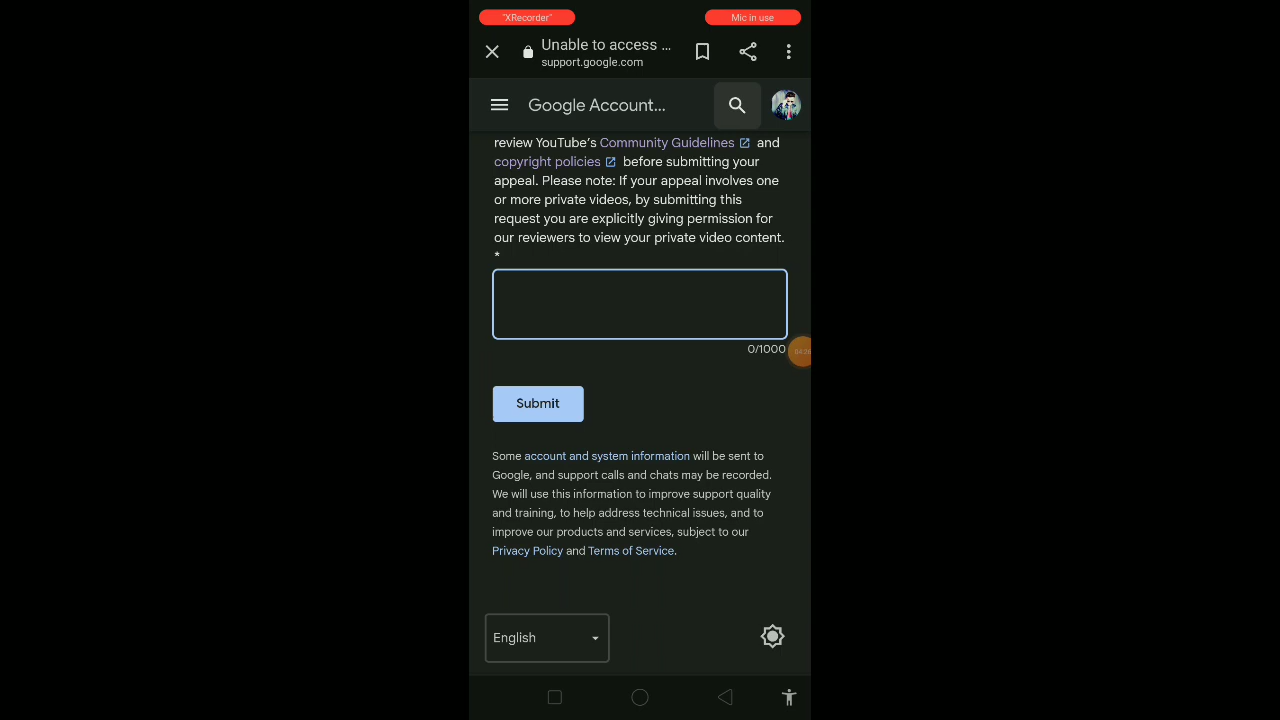 "XRecorder"
Mic in use
Unable to access ...
support.google.com
Google Account...
review YouTube's Community Guidelines and
copyright policies before submitting your
appeal. Please note: If your appeal involves one
or more private videos, by submitting this
request you are explicitly giving permission for
our reviewers to view your private video content.
*
0/1000
Submit
Some account and system information will be sent to
Google, and support calls and chats may be recorded.
We will use this information to improve support quality
and training, to help address technical issues, and to
improve our products and services, subject to our
Privacy Policy and Terms of Service.
English